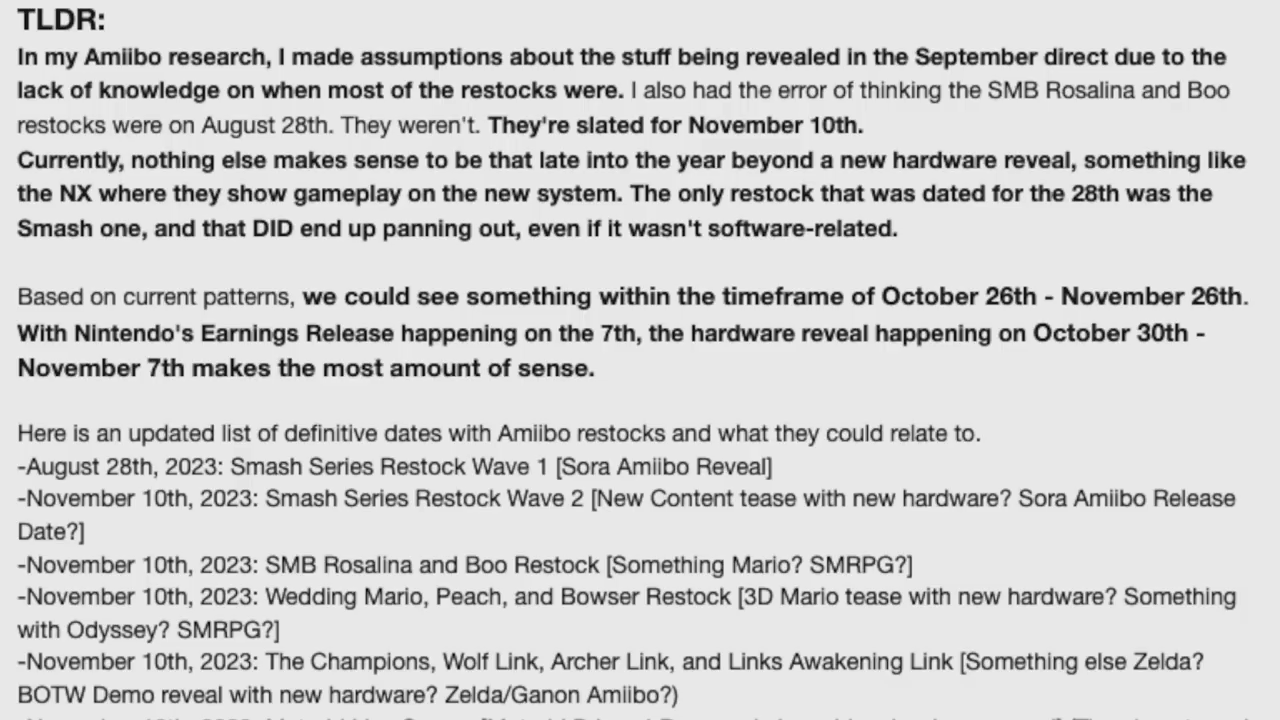 TLDR:
In my Amiibo research, I made assumptions about the stuff being revealed in the September direct due to the
lack of knowledge on when most of the restocks were. I also had the error of thinking the SMB Rosalina and Boo
restocks were on August 28th. They weren't. They're slated for November 10th.
Currently, nothing else makes sense to be that late into the year beyond a new hardware reveal, something like
the NX where they show gameplay on the new system. The only restock that was dated for the 28th was the
Smash one, and that DID end up panning out, even if it wasn't software-related.
Based on current patterns, we could see something within the timeframe of October 26th - November 26th.
With Nintendo's Earnings Release happening on the 7th, the hardware reveal happening on October 30th -
November 7th makes the most amount of sense.
Here is an updated list of definitive dates with Amiibo restocks and what they could relate to.
-August 28th, 2023: Smash Series Restock Wave 1 [Sora Amiibo Reveal]
-November 10th, 2023: Smash Series Restock Wave 2 [New Content tease with new hardware? Sora Amiibo Release
Date?]
-November 10th, 2023: SMB Rosalina and Boo Restock [Something Mario? SMRPG?]
-November 10th, 2023: Wedding Mario, Peach, and Bowser Restock [3D Mario tease with new hardware? Something
with Odyssey? SMRPG?]
-November 10th, 2023: The Champions, Wolf Link, Archer Link, and Links Awakening Link [Something else Zelda?
BOTW Demo reveal with new hardware? Zelda/Ganon Amiibo?)